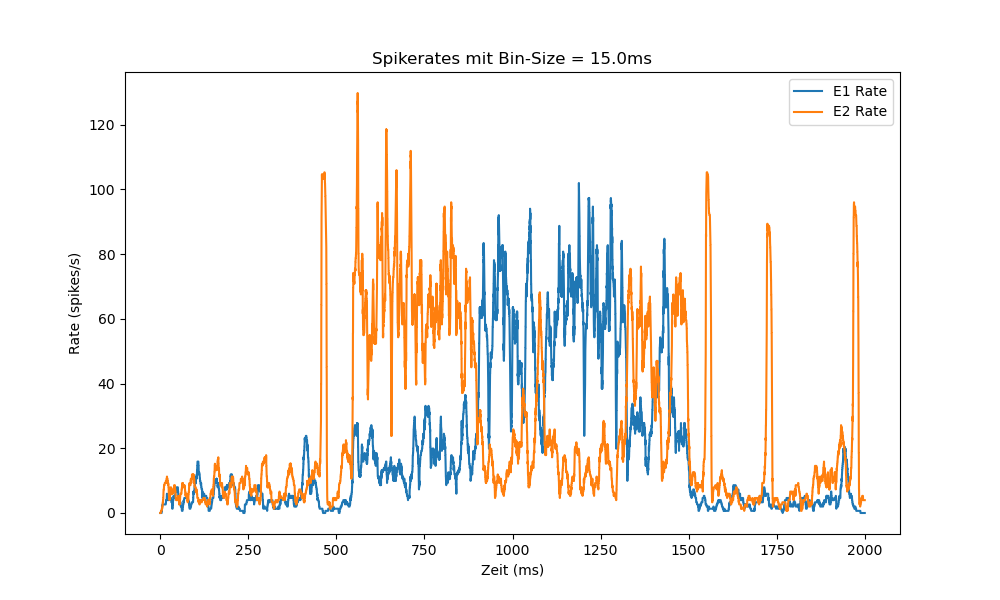 Spikerates mit Bin-Size = 15.0ms
E1 Rate
E2 Rate
Rate (spikes/s)
120
100
80
60
40
20
0
0 250 500 750 1000 1250 1500 1750 2000
Zeit (ms)